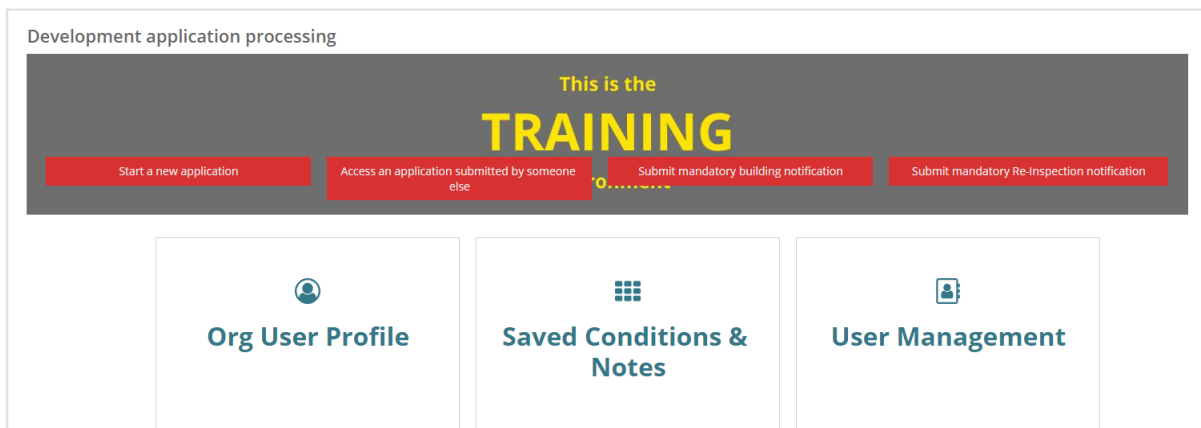 Development application processing
This is the
TRAINING
Start a new application
Access an application submitted by someone
else
Submit mandatory building notification
Submit mandatory Re-Inspection notification
Org User Profile
Saved Conditions &
Notes
User Management